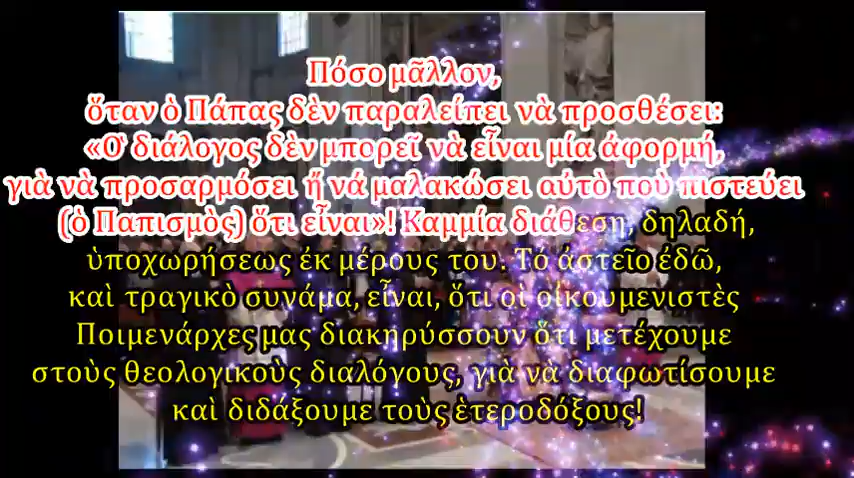 Πόσο μᾶλλον,
ὅταν ὁ Πάπας δὲν παραλείπει νὰ προσθέσει:
«Ὁ διάλογος δὲν μπορεῖ νὰ εἶναι μία ἀφορμή,
γιὰ νὰ προσαρμόσει ἤ νά μαλακώσει αὐτὸ ποὺ πιστεύει
(ὁ Παπισμὸς) ὅτι εἶναι»! Καμμία διάθεση, δηλαδή,
ὑποχωρήσεως ἐκ μέρους του. Τό ἀστεῖο ἐδῶ,
καὶ τραγικὸ συνάμα, εἶναι, ὅτι οἱ οἰκουμενιστὲς
Ποιμενάρχες μας διακηρύσσουν ὅτι μετέχουμε
στοὺς θεολογικοὺς διαλόγους, γιὰ νὰ διαφωτίσουμε
καὶ διδάξουμε τοὺς ἑτεροδόξους!